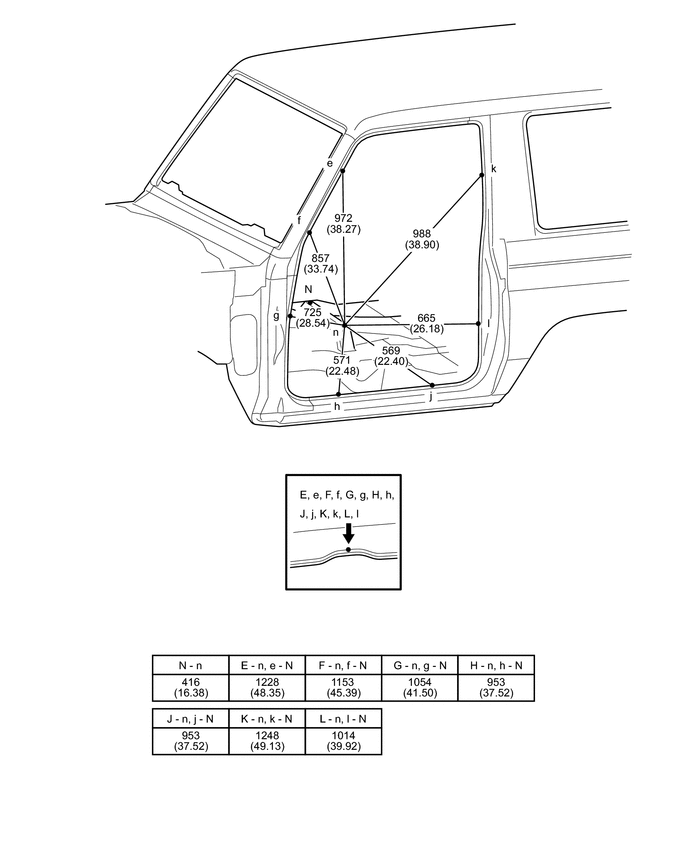 e
k
f
972
(38.27)
988
(38.90)
857
(33.74)
N
g
725
(28.54)
n
665
(26.18)
l
569
(22.40)
571
(22.48)
h
j
E, e, F, f, G, g, H, h,
J, j, K, k, L, l
N - n E - n, e - N F - n, f - N G - n, g - N H - n, h - N
416 1228 1153 1054 953
(16.38) (48.35) (45.39) (41.50) (37.52)
J - n, j - N K - n, k - N L - n, l - N
953 1248 1014
(37.52) (49.13) (39.92)